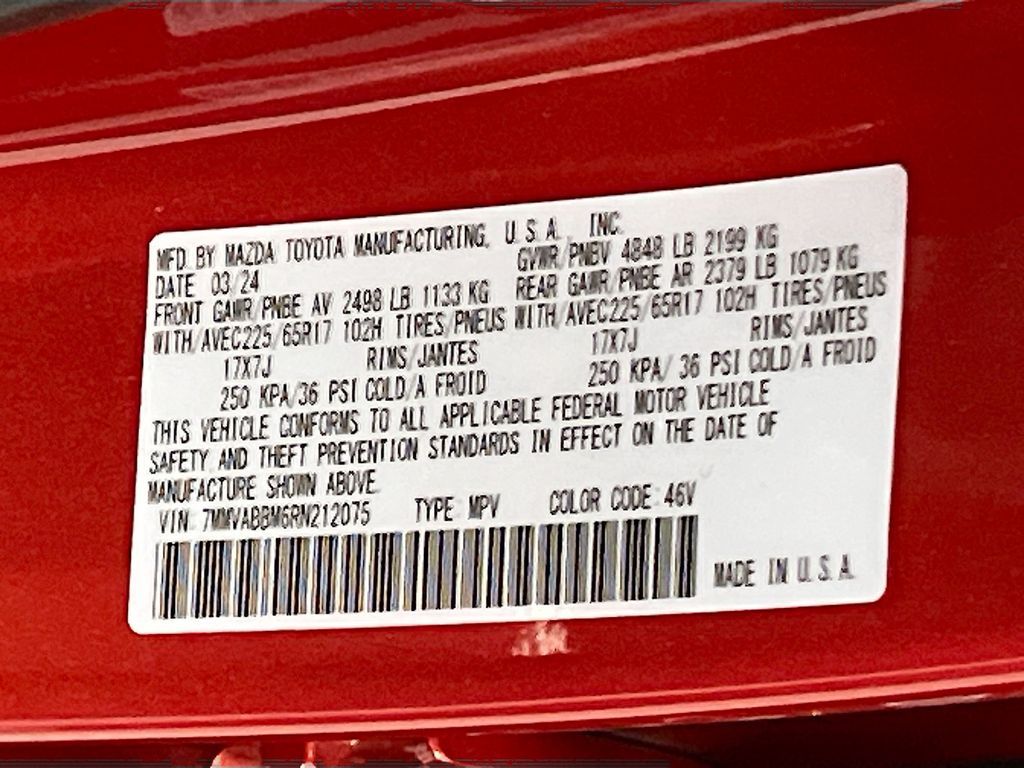 MFD. BY MAZDA TOYOTA MANUFACTURING, U.S.A., INC.
DATE 03/24 GVWR/PNBV 4848 LB 2199 KG
FRONT GAWR/PNBE AV 2498 LB 1133 KG REAR GAWR/PNBE AR 2379 LB 1079 KG
WITH/AVEC225/65R17 102H TIRES/PNEUS WITH/AVEC225/65R17 102H TIRES/PNEUS
17X7J RIMS/JANTES 17X7J RIMS/JANTES
250 KPA/36 PSI COLD/A FROID 250 KPA/ 36 PSI COLD/A FROID
THIS VEHICLE CONFORMS TO ALL APPLICABLE FEDERAL MOTOR VEHICLE
SAFETY AND THEFT PREVENTION STANDARDS IN EFFECT ON THE DATE OF
MANUFACTURE SHOWN ABOVE.
VIN: 7MMVABBM6RN212075 TYPE: MPV COLOR CODE: 46V
MADE IN U.S.A.